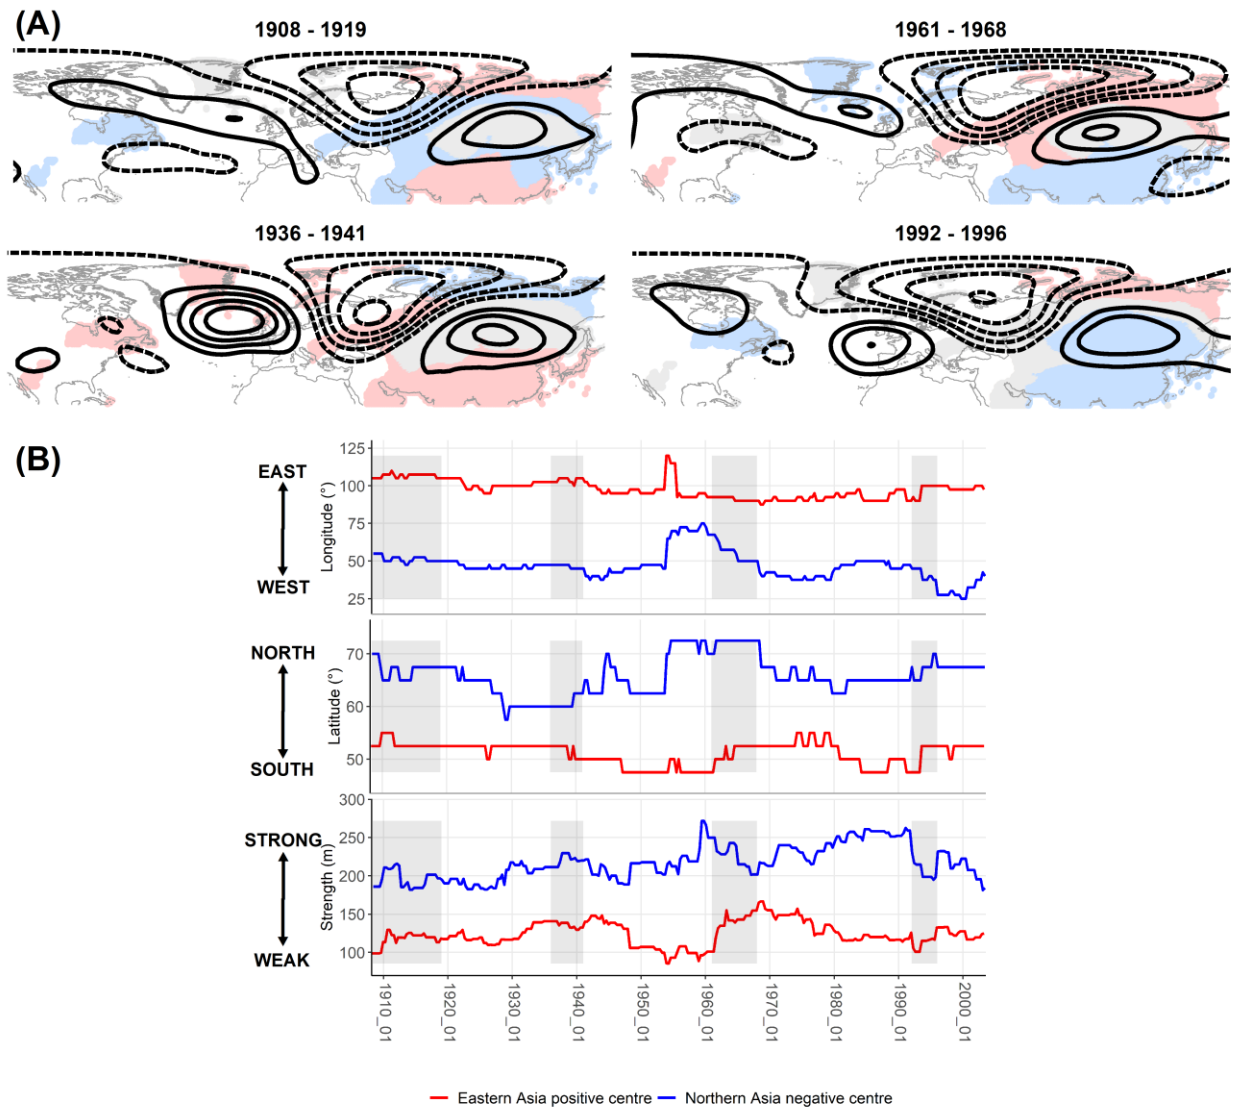 (A)
1908 - 1919
1961 - 1968
1936 - 1941
1992 - 1996
(B)
EAST
WEST
Longitude (°)
125
100
75
50
25
NORTH
SOUTH
Latitude (°)
70
60
50
STRONG
WEAK
Strength (m)
300
250
200
150
100
1910_01
1920_01
1930_01
1940_01
1950_01
1960_01
1970_01
1980_01
1990_01
2000_01
Eastern Asia positive centre Northern Asia negative centre